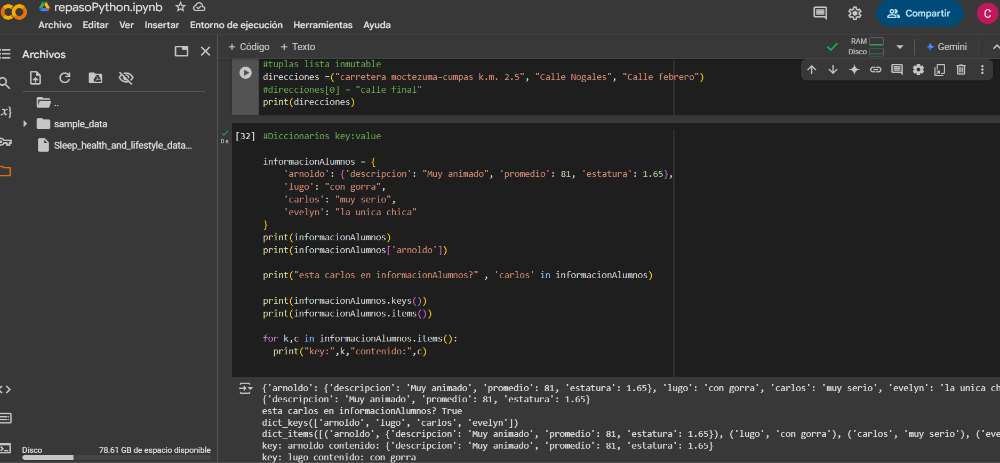 repasoPython.ipynb
Archivo Editar Ver Insertar Entorno de ejecución Herramientas Ayuda
Compartir
C
Archivos
+ Código + Texto
RAM
Disco
Gemini
..
sample_data
Sleep_health_and_lifestyle_data...
{x}
Disco 78.61 GB de espacio disponible
#tuplas lista inmutable
direcciones =("carretera moctezuma-cumpas k.m. 2.5", "Calle Nogales", "Calle febrero")
#direcciones[0] = "calle final"
print(direcciones)
0 s
[32] #Diccionarios key:value
informacionAlumnos = {
    'arnoldo': {'descripcion': "Muy animado", 'promedio': 81, 'estatura': 1.65},
    'lugo': "con gorra",
    'carlos': "muy serio",
    'evelyn': "la unica chica"
}
print(informacionAlumnos)
print(informacionAlumnos['arnoldo'])
print("esta carlos en informacionAlumnos?" , 'carlos' in informacionAlumnos)
print(informacionAlumnos.keys())
print(informacionAlumnos.items())
for k,c in informacionAlumnos.items():
  print("key:",k,"contenido:",c)
{'arnoldo': {'descripcion': 'Muy animado', 'promedio': 81, 'estatura': 1.65}, 'lugo': 'con gorra', 'carlos': 'muy serio', 'evelyn': 'la unica ch
{'descripcion': 'Muy animado', 'promedio': 81, 'estatura': 1.65}
esta carlos en informacionAlumnos? True
dict_keys(['arnoldo', 'lugo', 'carlos', 'evelyn'])
dict_items([('arnoldo', {'descripcion': 'Muy animado', 'promedio': 81, 'estatura': 1.65}), ('lugo', 'con gorra'), ('carlos', 'muy serio'), ('eve
key: arnoldo contenido: {'descripcion': 'Muy animado', 'promedio': 81, 'estatura': 1.65}
key: lugo contenido: con gorra